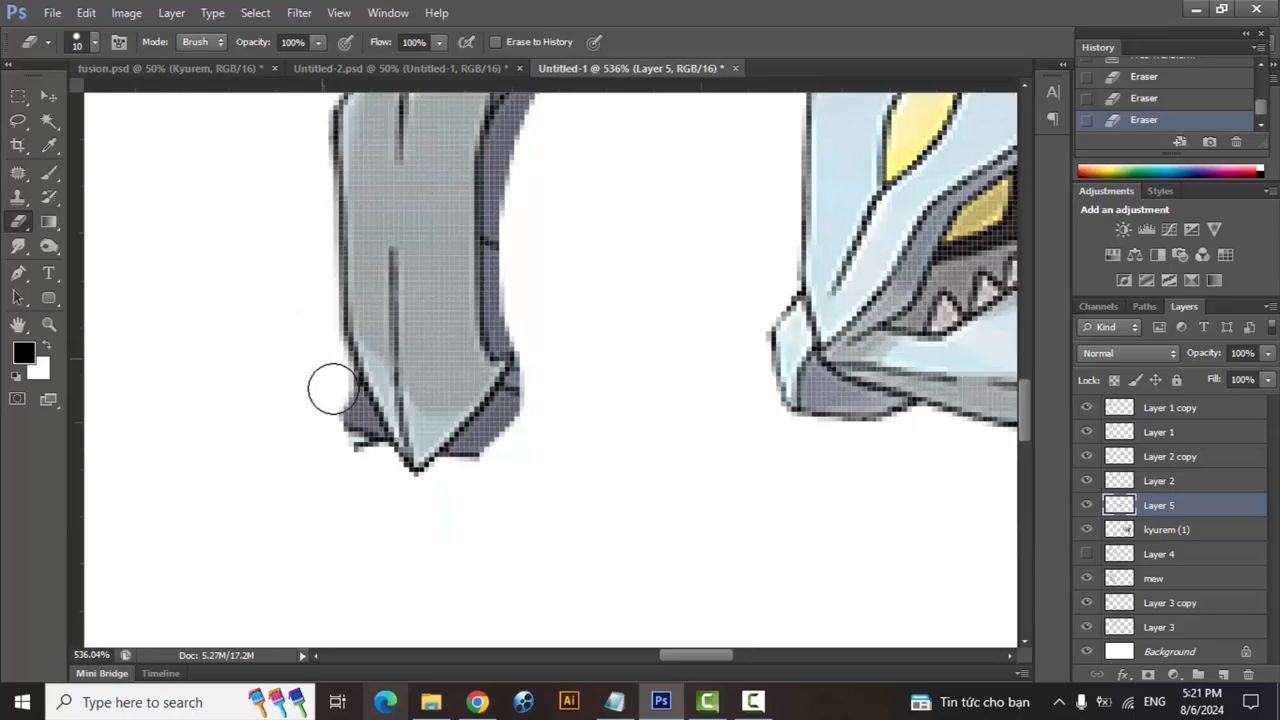 Ps File Edit Image Layer Type Select Filter View Window Help
10 Mode: Brush Opacity: 100% Flow: 100% Erase to History
fusion.psd @ 50% (Kyurem, RGB/16) * × Untitled-2.psd @ 50% (Untitled-1, RGB/16) * × Untitled-1 @ 536% (Layer 5, RGB/16) * ×
History
Eraser
Eraser
Eraser
Adjustments Styles
Add an adjustment
Channels Paths Layers
Kind
Normal Opacity: 100%
Lock: Fill: 100%
Layer 1 copy
Layer 1
Layer 2 copy
Layer 2
Layer 5
kyurem (1)
Layer 4
mew
Layer 3 copy
Layer 3
Background
536.04% Doc: 5.27M/17.2M
Mini Bridge Timeline
Type here to search Ai Ps Tin tức cho bạn ENG 5:21 PM
8/6/2024